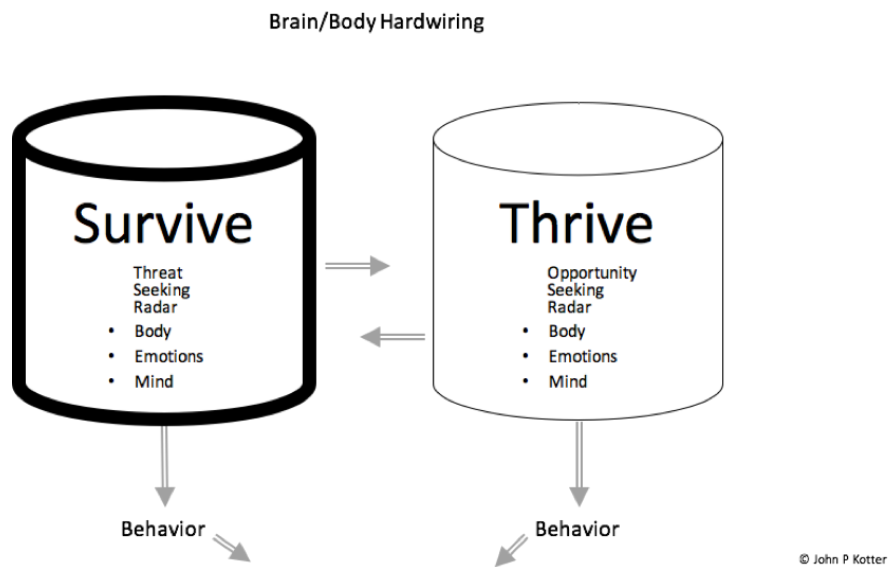 Brain/Body Hardwiring
Survive
Threat
Seeking
Radar
• Body
• Emotions
• Mind
Thrive
Opportunity
Seeking
Radar
• Body
• Emotions
• Mind
Behavior
Behavior
© John P Kotter